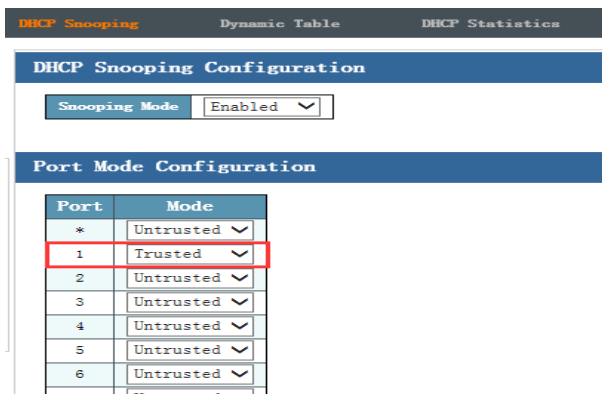 DHCP Snooping Dynamic Table DHCP Statistics
DHCP Snooping Configuration
Snooping Mode Enabled
Port Mode Configuration
Port Mode
* Untrusted
1 Trusted
2 Untrusted
3 Untrusted
4 Untrusted
5 Untrusted
6 Untrusted